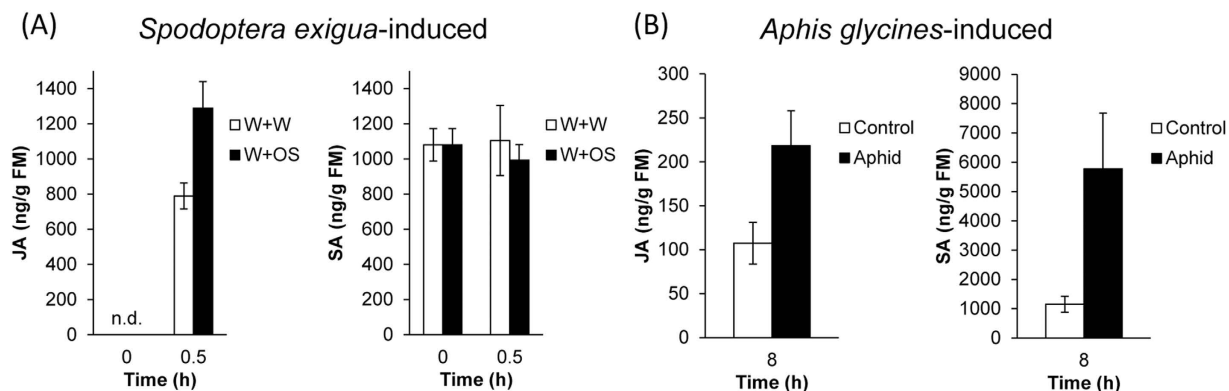 (A) Spodoptera exigua-induced
JA (ng/g FM)
1400
1200
1000
800
600
400
200
0
n.d.
0 0.5
Time (h)
W+W
W+OS
SA (ng/g FM)
1400
1200
1000
800
600
400
200
0
0 0.5
Time (h)
W+W
W+OS
(B) Aphis glycines-induced
JA (ng/g FM)
300
250
200
150
100
50
0
8
Time (h)
Control
Aphid
SA (ng/g FM)
9000
8000
7000
6000
5000
4000
3000
2000
1000
0
8
Time (h)
Control
Aphid